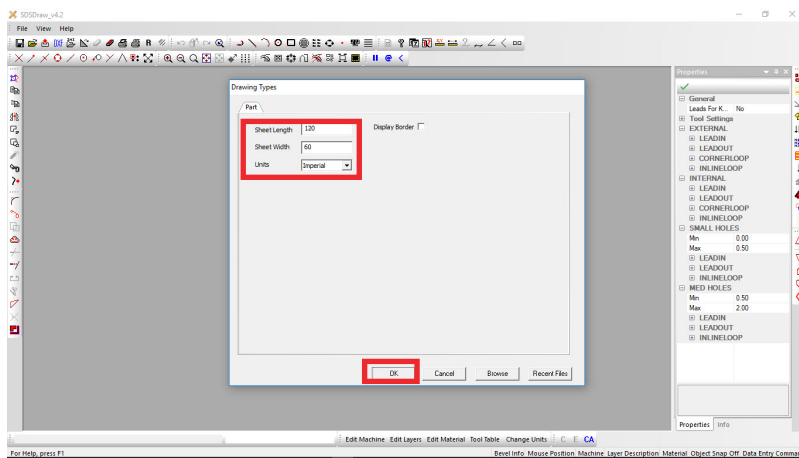 SDSDraw_v4.2
File View Help
Drawing Types
Part
Sheet Length 120
Display Border
Sheet Width 60
Units Imperial
OK Cancel Browse Recent Files
Properties
General
Leads For K... No
Tool Settings
EXTERNAL
LEADIN
LEADOUT
CORNERLOOP
INLINELOOP
INTERNAL
LEADIN
LEADOUT
CORNERLOOP
INLINELOOP
SMALL HOLES
Min 0.00
Max 0.50
LEADIN
LEADOUT
INLINELOOP
MED HOLES
Min 0.50
Max 2.00
LEADIN
LEADOUT
INLINELOOP
Properties Info
Edit Machine Edit Layers Edit Material Tool Table Change Units C E CA
For Help, press F1
Bevel Info Mouse Position Machine Layer Description Material Object Snap Off Data Entry Comma